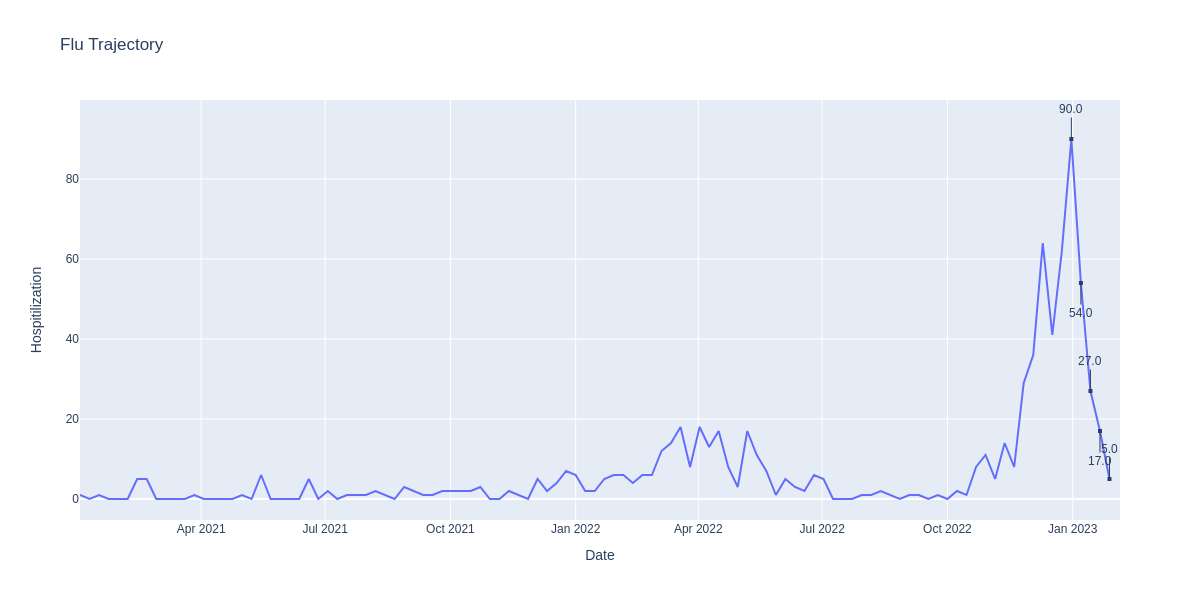 Flu Trajectory
90.0
80
60
54.0
40
27.0
20
5.0
17.0
0
Hospitilization
Apr 2021
Jul 2021
Oct 2021
Jan 2022
Apr 2022
Jul 2022
Oct 2022
Jan 2023
Date